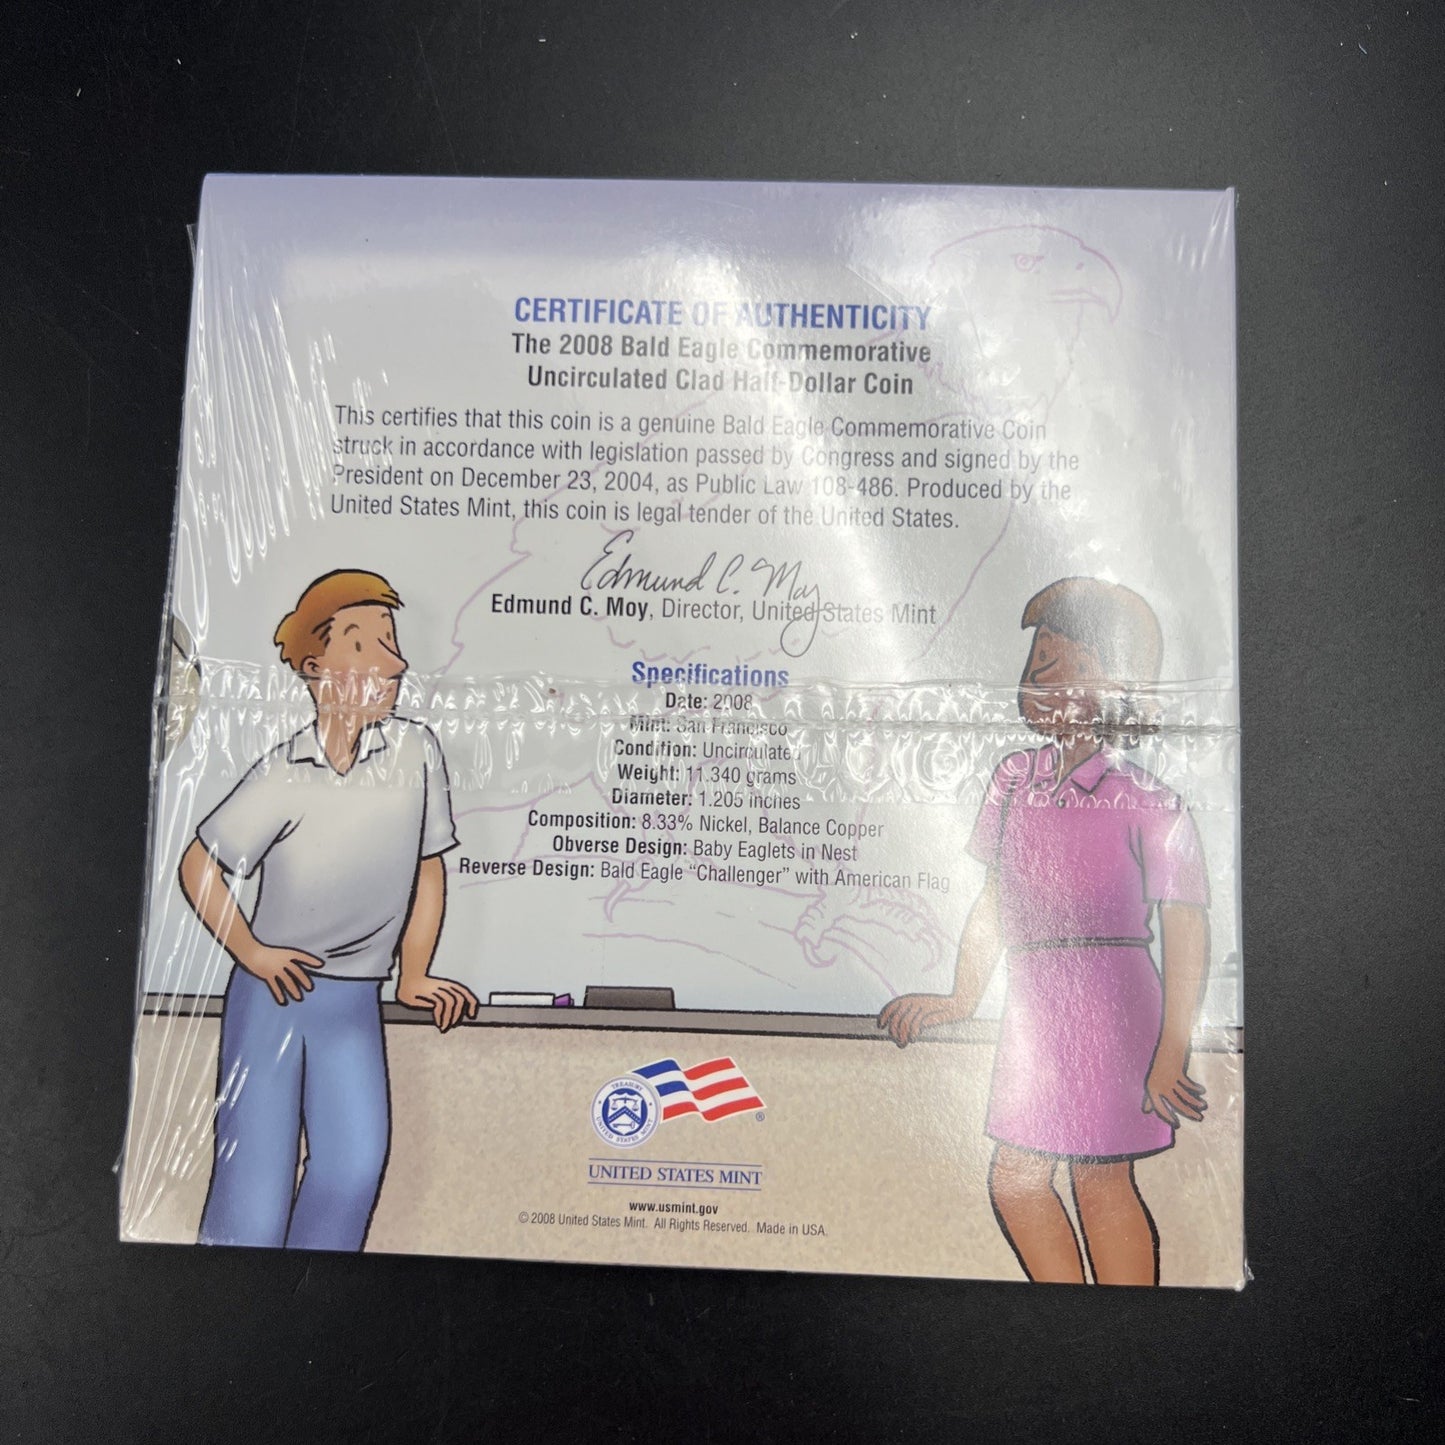 CERTIFICATE OF AUTHENTICITY
The 2008 Bald Eagle Commemorative
Uncirculated Clad Half-Dollar Coin
This certifies that this coin is a genuine Bald Eagle Commemorative Coin
struck in accordance with legislation passed by Congress and signed by the
President on December 23, 2004, as Public Law 108-486. Produced by the
United States Mint, this coin is legal tender of the United States.
Edmund C. Moy
Edmund C. Moy, Director, United States Mint
Specifications
Date: 2008
Mint: San Francisco
Condition: Uncirculated
Weight: 11.340 grams
Diameter: 1.205 inches
Composition: 8.33% Nickel, Balance Copper
Obverse Design: Baby Eaglets in Nest
Reverse Design: Bald Eagle “Challenger” with American Flag
TREASURY
UNITED STATES MINT
®
UNITED STATES MINT
www.usmint.gov
© 2008 United States Mint. All Rights Reserved. Made in USA.